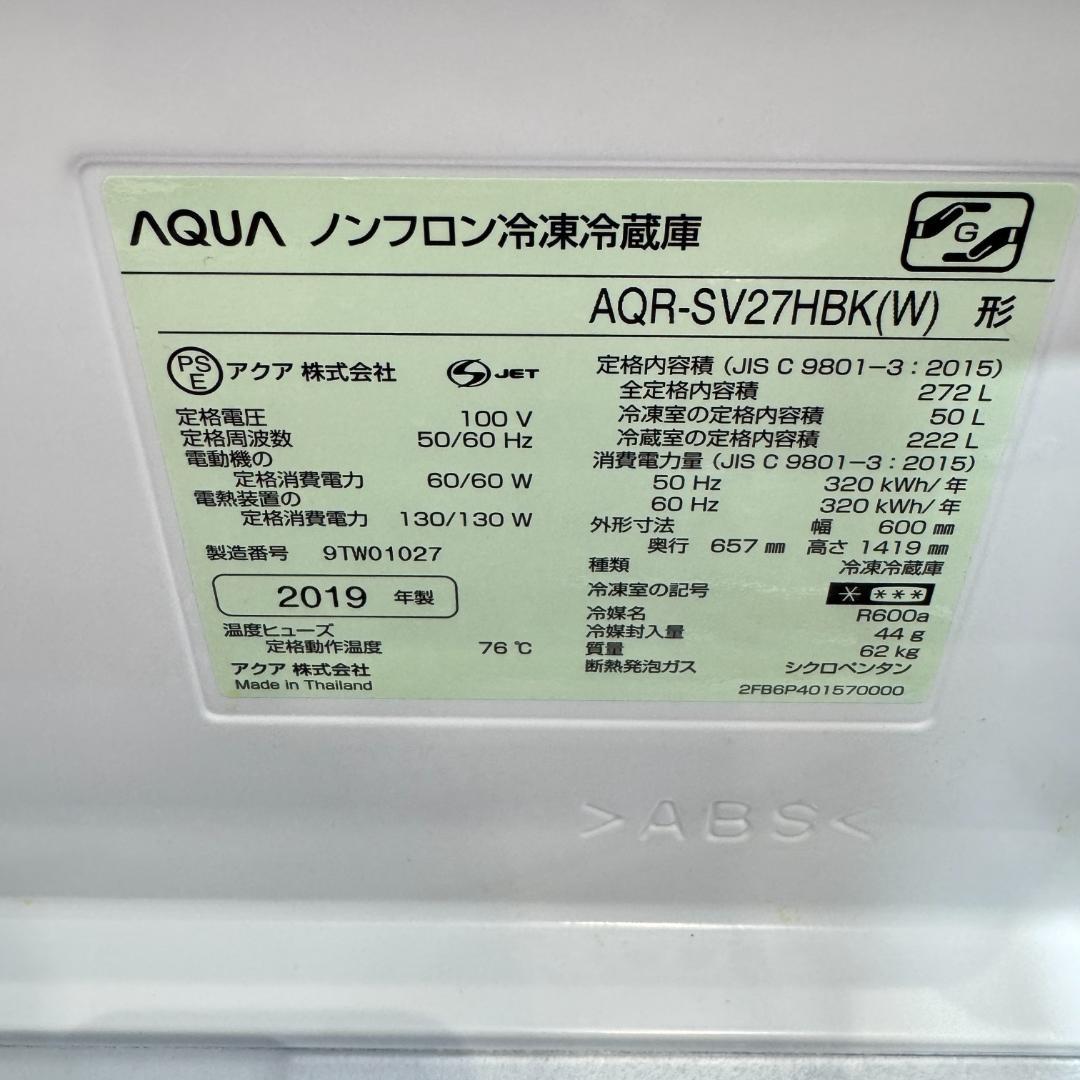 AQUA ノンフロン冷凍冷蔵庫
G
AQR-SV27HBK(W) 形
PSE アクア 株式会社 S JET
定格電圧 100 V
定格周波数 50/60 Hz
電動機の
定格消費電力 60/60 W
電熱装置の
定格消費電力 130/130 W
製造番号 9TW01027
2019 年製
温度ヒューズ
定格動作温度 76 ℃
アクア 株式会社
Made in Thailand
定格内容積 (JIS C 9801-3 : 2015)
全定格内容積 272 L
冷凍室の定格内容積 50 L
冷蔵室の定格内容積 222 L
消費電力量 (JIS C 9801-3 : 2015)
50 Hz 320 kWh/年
60 Hz 320 kWh/年
外形寸法 幅 600 ㎜
奥行 657 ㎜ 高さ 1419 ㎜
種類 冷凍冷蔵庫
冷凍室の記号 * ***
冷媒名 R600a
冷媒封入量 44 g
質量 62 kg
断熱発泡ガス シクロペンタン
2FB6P401570000
>ABS<